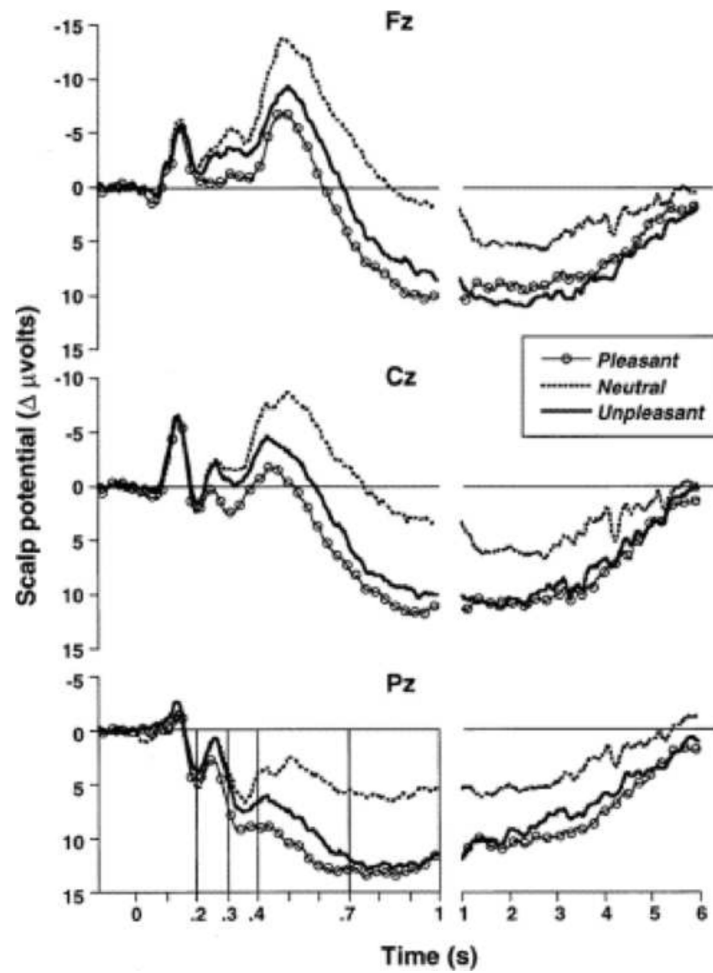 Fz
-15
-10
-5
0
5
10
15
Pleasant
Neutral
Unpleasant
Cz
-10
-5
0
5
10
15
Pz
-5
0
5
10
15
0 .2 .3 .4 .7 1 1 2 3 4 5 6
Time (s)
Scalp potential (Δ µvolts)